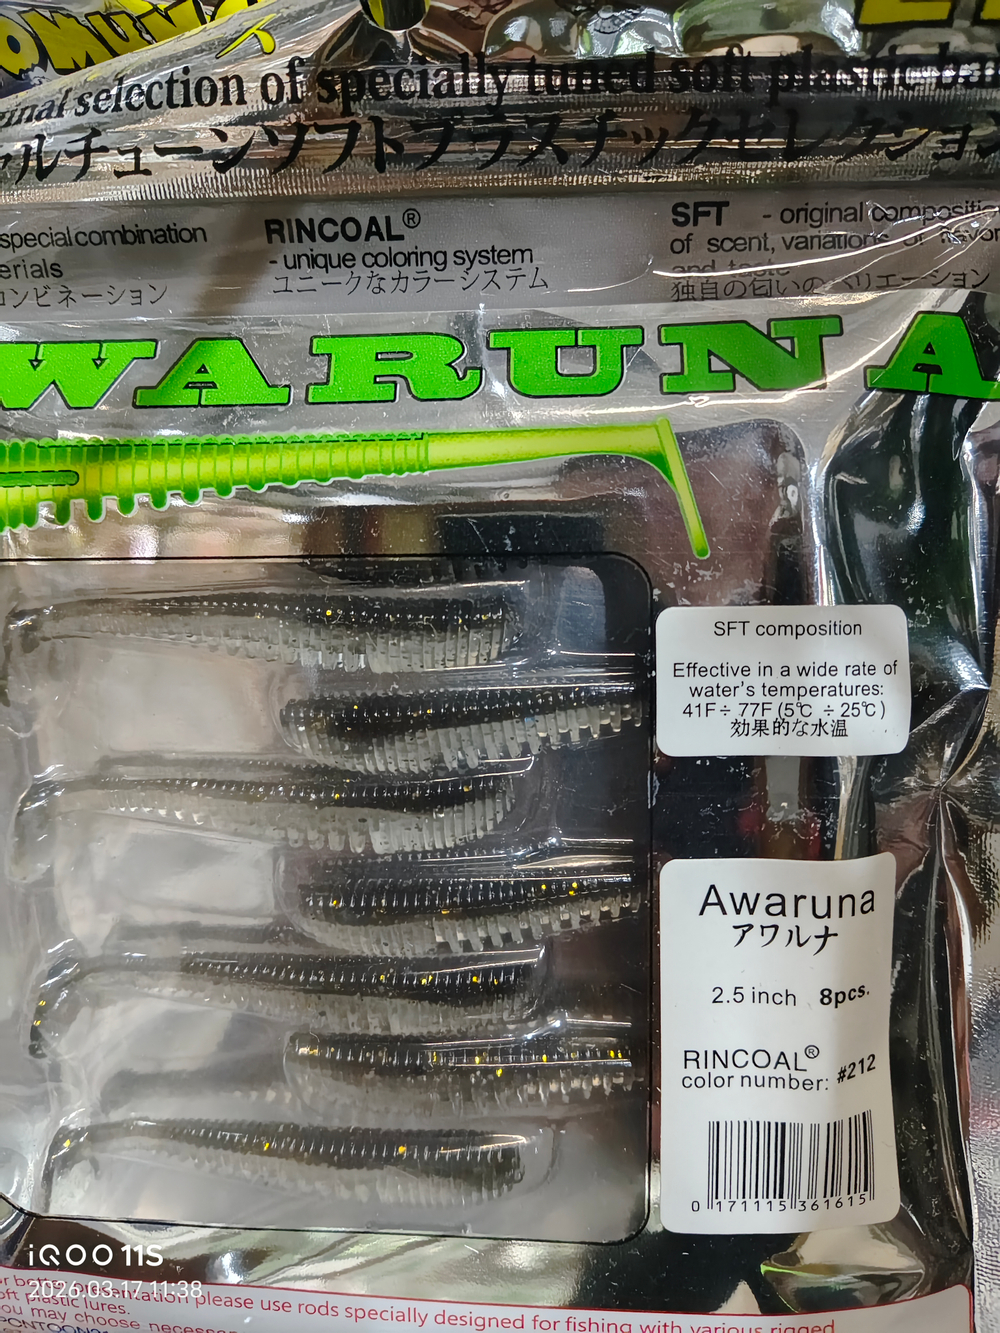 selection of specially tuned soft plastic
ルチューンソフトプラスチックセレクション
special combination
コンビネーション
RINCOAL®
- unique coloring system
ユニークなカラーシステム
SFT - original
of scent, variations of
and taste
独自の匂いのバリエーション
WARUNA
SFT composition
Effective in a wide rate of
water's temperatures:
41F÷ 77F (5℃ ÷ 25℃)
効果的な水温
Awaruna
アワルナ
2.5 inch 8pcs.
RINCOAL®
color number: #212
0 171115 361615
iQOO 11S
2026.03.17 11:38
please use rods specially designed for fishing with various rigged
soft plastic lures.
you may choose